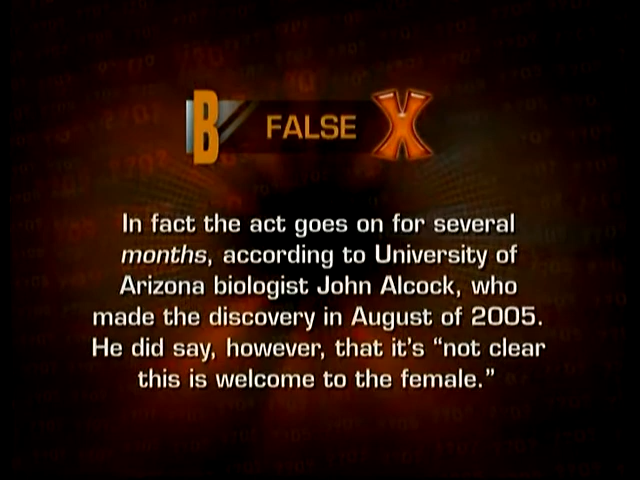 B FALSE X
In fact the act goes on for several
months, according to University of
Arizona biologist John Alcock, who
made the discovery in August of 2005.
He did say, however, that it's “not clear
this is welcome to the female.”